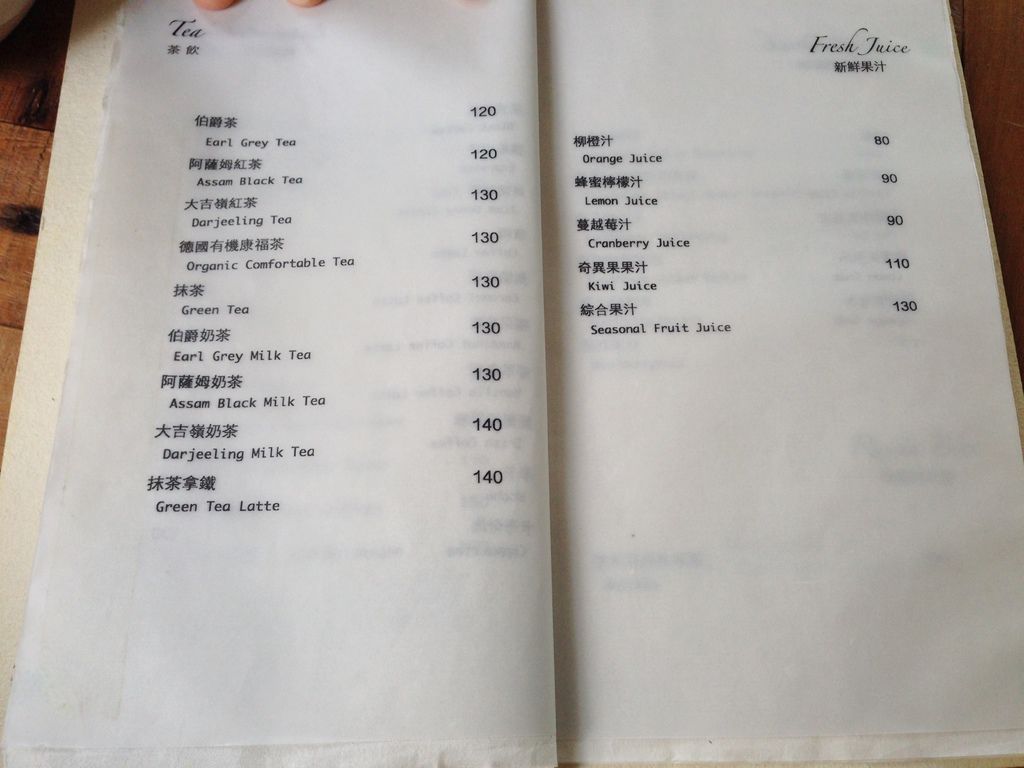 Tea
茶飲
伯爵茶 120
Earl Grey Tea
阿薩姆紅茶 120
Assam Black Tea
大吉嶺紅茶 130
Darjeeling Tea
德國有機康福茶 130
Organic Comfortable Tea
抹茶 130
Green Tea
伯爵奶茶 130
Earl Grey Milk Tea
阿薩姆奶茶 130
Assam Black Milk Tea
大吉嶺奶茶 140
Darjeeling Milk Tea
抹茶拿鐵 140
Green Tea Latte
Fresh Juice
新鮮果汁
柳橙汁 80
Orange Juice
蜂蜜檸檬汁 90
Lemon Juice
蔓越莓汁 90
Cranberry Juice
奇異果果汁 110
Kiwi Juice
綜合果汁 130
Seasonal Fruit Juice